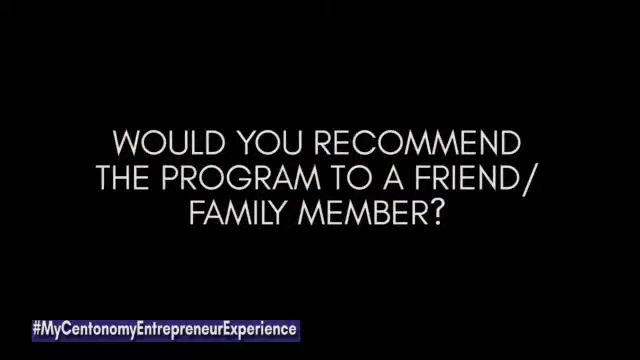 WOULD YOU RECOMMEND
THE PROGRAM TO A FRIEND/
FAMILY MEMBER?
#MyCentonomyEntrepreneurExperience